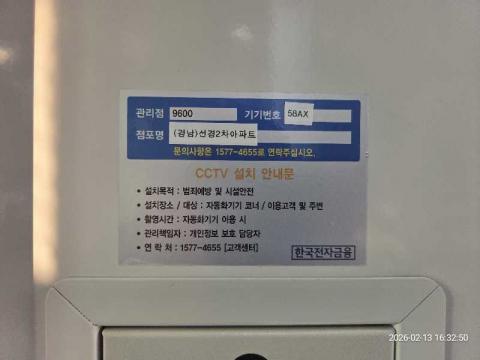 관리점 9600 기기번호 58AX
점포명 (경남)선경2차아파트
문의사항은 1577-4655로 연락주십시오.
CCTV 설치 안내문
• 설치목적 : 범죄예방 및 시설안전
• 설치장소 / 대상 : 자동화기기 코너 / 이용고객 및 주변
• 촬영시간 : 자동화기기 이용 시
• 관리책임자 : 개인정보 보호 담당자
• 연 락 처 : 1577-4655 [고객센터]
한국전자금융
2026-02-13 16:32:50